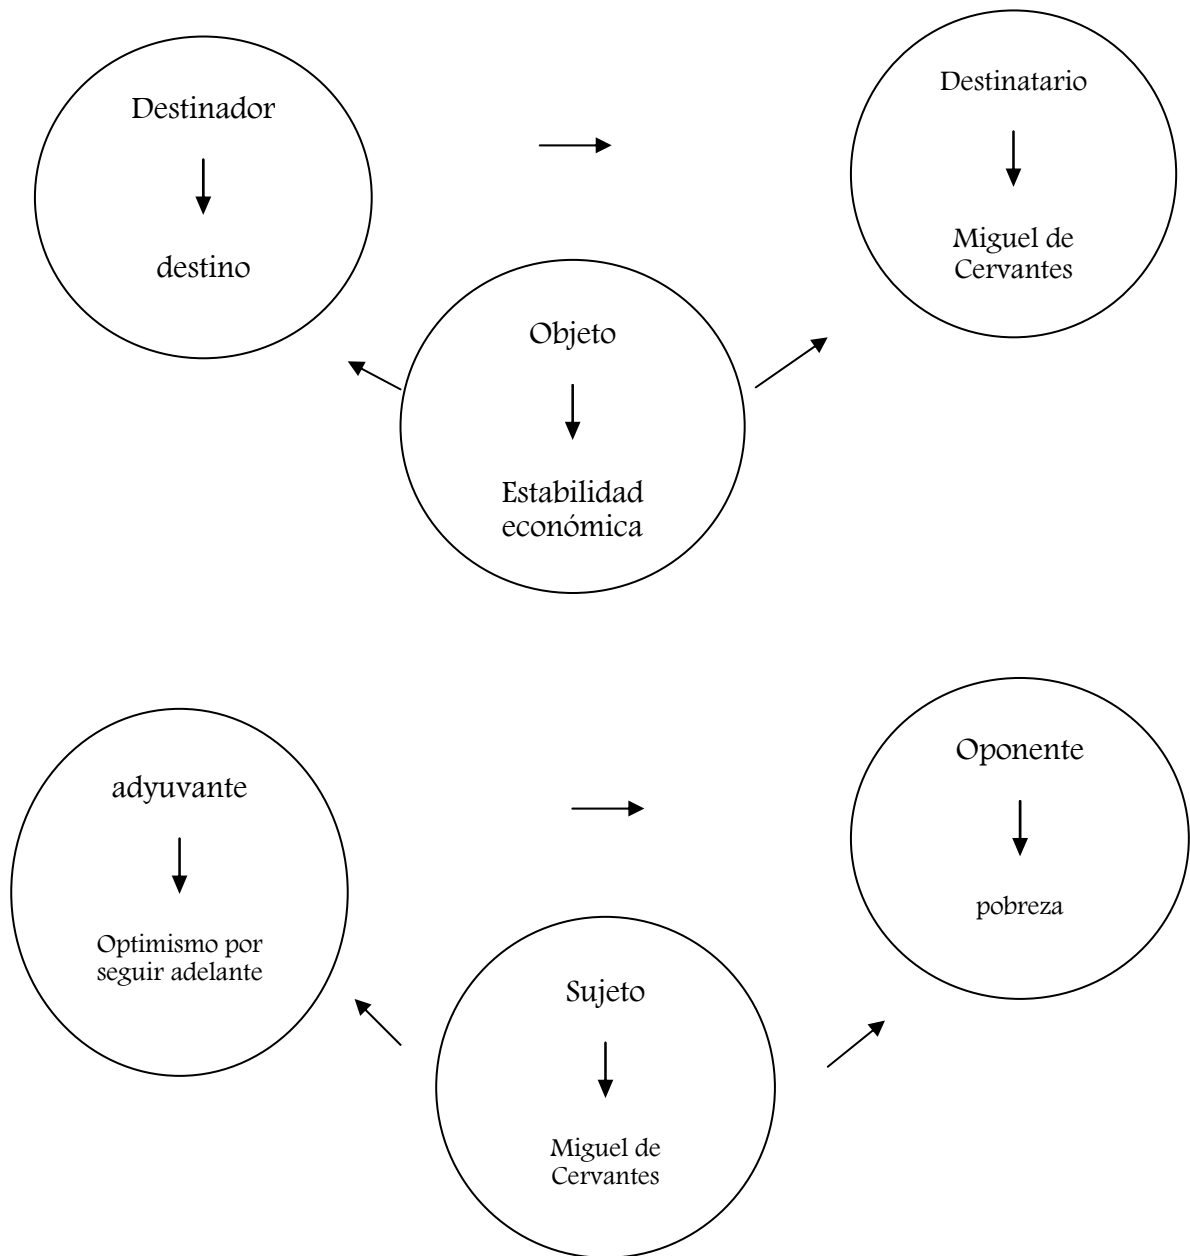 Destinador
destino
Destinatario
Miguel de
Cervantes
Objeto
Estabilidad
económica
adyuvante
Optimismo por
seguir adelante
Oponente
pobreza
Sujeto
Miguel de
Cervantes